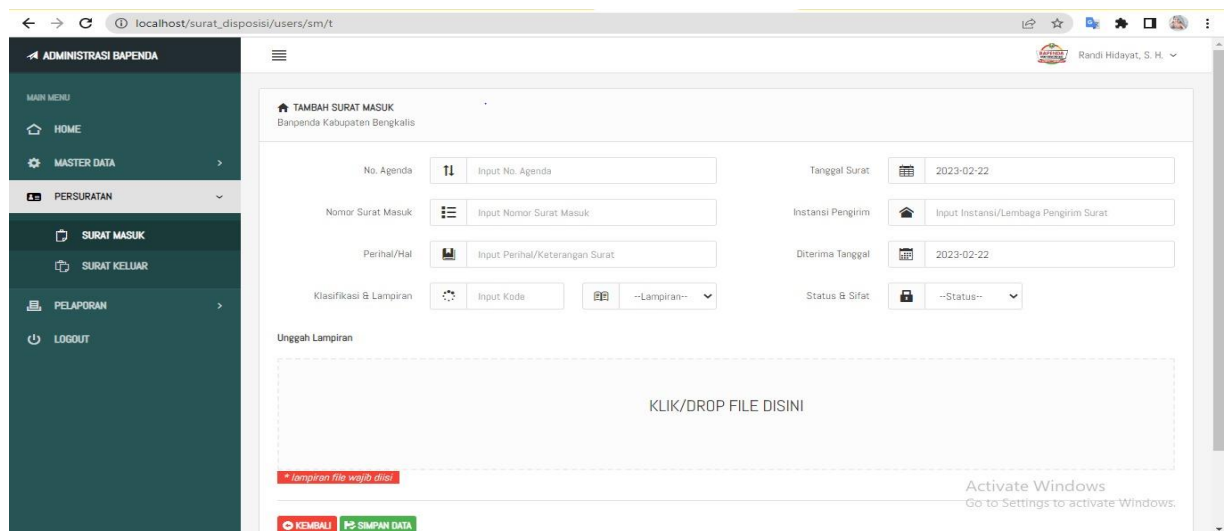 localhost/surat_disposisi/users/sm/t
ADMINISTRASI BAPENDA
Randi Hidayat, S. H.
MAIN MENU
HOME
MASTER DATA
PERSURATAN
SURAT MASUK
SURAT KELUAR
PELAPORAN
LOGOUT
TAMBAH SURAT MASUK
Banpenda Kabupaten Bengkalis
No. Agenda Input No. Agenda Tanggal Surat 2023-02-22
Nomor Surat Masuk Input Nomor Surat Masuk Instansi Pengirim Input Instansi/Lembaga Pengirim Surat
Perihal/Hal Input Perihal/Keterangan Surat Diterima Tanggal 2023-02-22
Klasifikasi & Lampiran Input Kode --Lampiran-- Status & Sifat --Status--
Unggah Lampiran
KLIK/DROP FILE DISINI
* lampiran file wajib diisi
Activate Windows
Go to Settings to activate Windows.
KEMBALI SIMPAN DATA